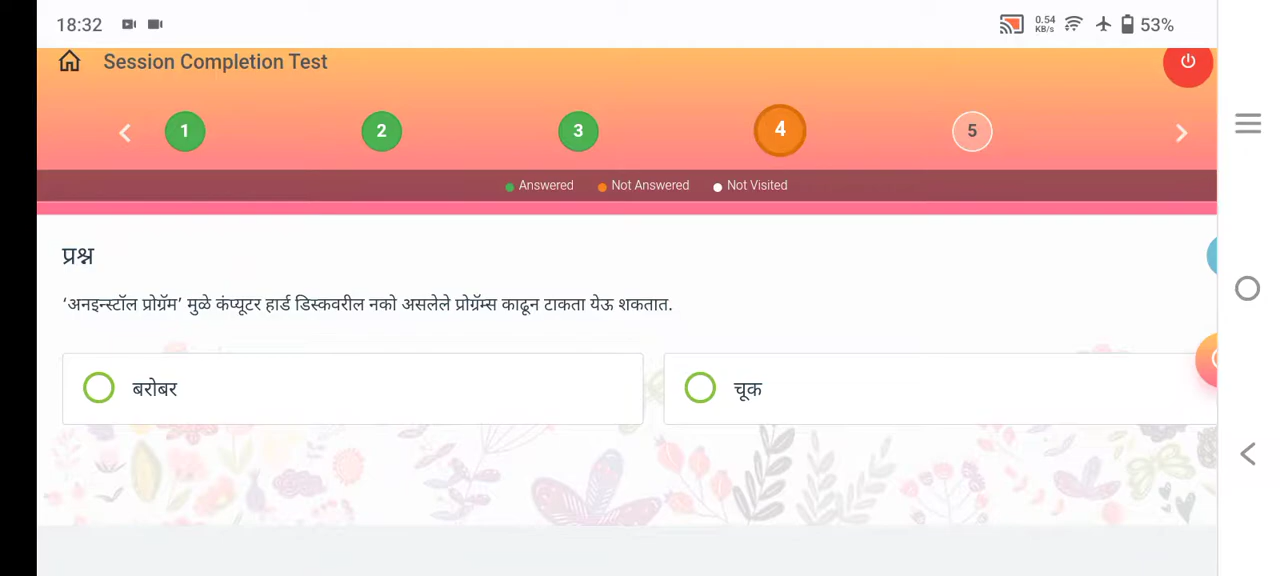 18:32
0.54 KB/s
53%
Session Completion Test
1 2 3 4 5
Answered Not Answered Not Visited
प्रश्न
‘अनइन्स्टॉल प्रोग्रॅम’ मुळे कंप्यूटर हार्ड डिस्कवरील नको असलेले प्रोग्रॅम्स काढून टाकता येऊ शकतात.
बरोबर
चूक